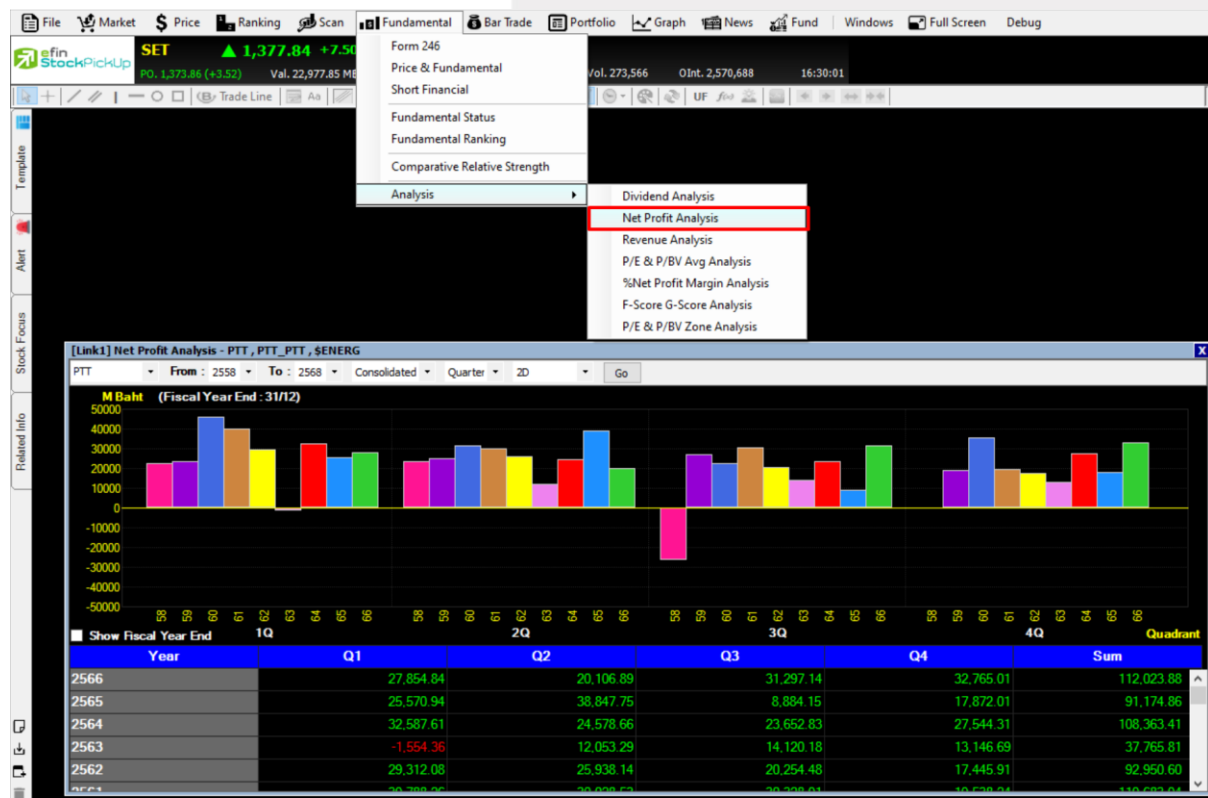 File Market $ Price Ranking Scan Fundamental Bar Trade Portfolio Graph News Fund Windows Full Screen Debug
efin StockPickUp
SET ▲ 1,377.84 +7.50
PO. 1,373.86 (+3.52) Val. 22,977.85 Vol. 273,566 OInt. 2,570,688 16:30:01
Trade Line Aa UF f(x)
Form 246
Price & Fundamental
Short Financial
Fundamental Status
Fundamental Ranking
Comparative Relative Strength
Analysis
Dividend Analysis
Net Profit Analysis
Revenue Analysis
P/E & P/BV Avg Analysis
%Net Profit Margin Analysis
F-Score G-Score Analysis
P/E & P/BV Zone Analysis
Template
Alert
Stock Focus
Related Info
[Link1] Net Profit Analysis - PTT , PTT_PTT , $ENERG X
PTT From : 2558 To : 2568 Consolidated Quarter 2D Go
M Baht (Fiscal Year End : 31/12)
50000
40000
30000
20000
10000
0
-10000
-20000
-30000
-40000
-50000
58 59 60 61 62 63 64 65 66 58 59 60 61 62 63 64 65 66 58 59 60 61 62 63 64 65 66 58 59 60 61 62 63 64 65 66
Show Fiscal Year End 1Q 2Q 3Q 4Q Quadrant
Year Q1 Q2 Q3 Q4 Sum
2566 27,854.84 20,106.89 31,297.14 32,765.01 112,023.88
2565 25,570.94 38,847.75 8,884.15 17,872.01 91,174.86
2564 32,587.61 24,578.66 23,652.83 27,544.31 108,363.41
2563 -1,554.36 12,053.29 14,120.18 13,146.69 37,765.81
2562 29,312.08 25,938.14 20,254.48 17,445.91 92,950.60